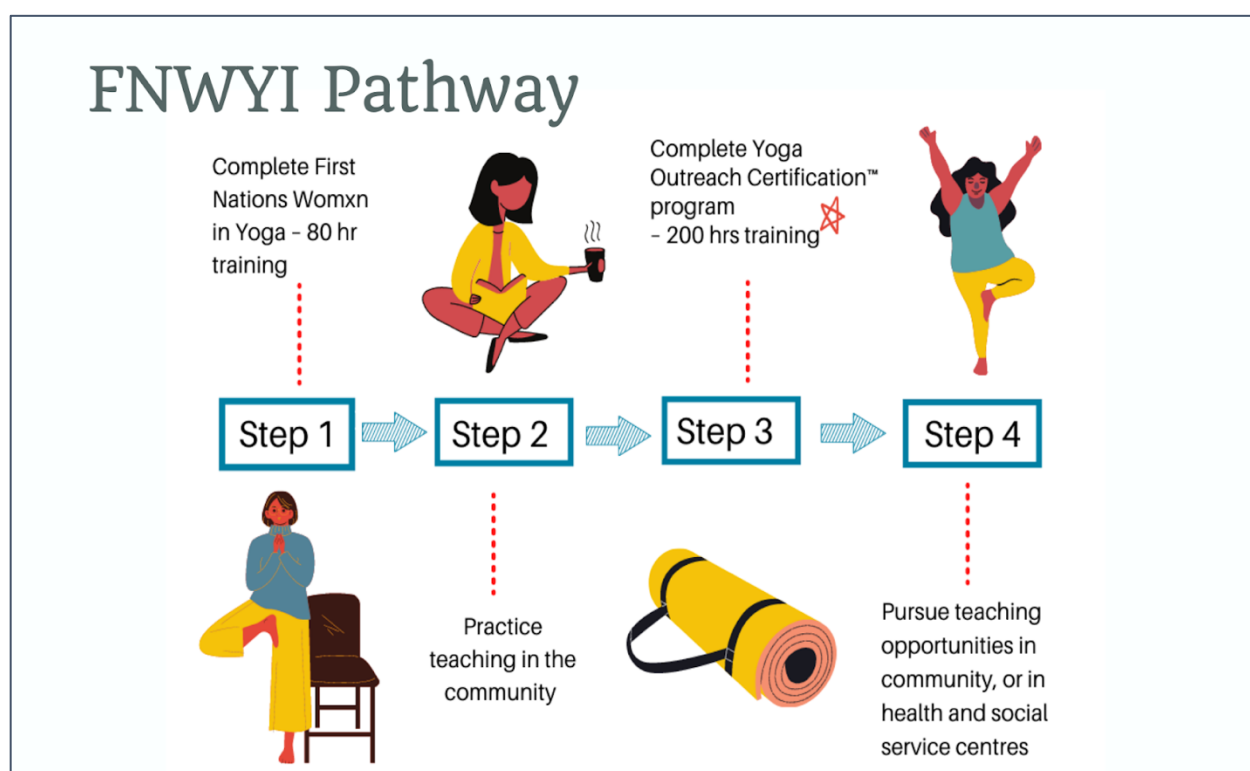 FNWYI Pathway
Complete First
Nations Womxn
in Yoga – 80 hr
training
Complete Yoga
Outreach Certification™
program
– 200 hrs training
Step 1
Step 2
Step 3
Step 4
Practice
teaching in the
community
Pursue teaching
opportunities in
community, or in
health and social
service centres